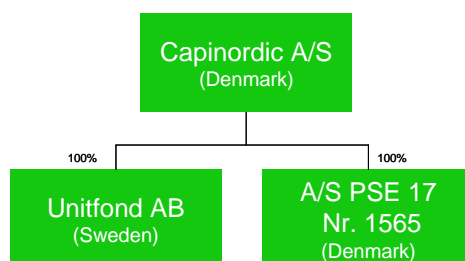 Capinordic A/S
(Denmark)
100%
100%
Unitfond AB
(Sweden)
A/S PSE 17
Nr. 1565
(Denmark)